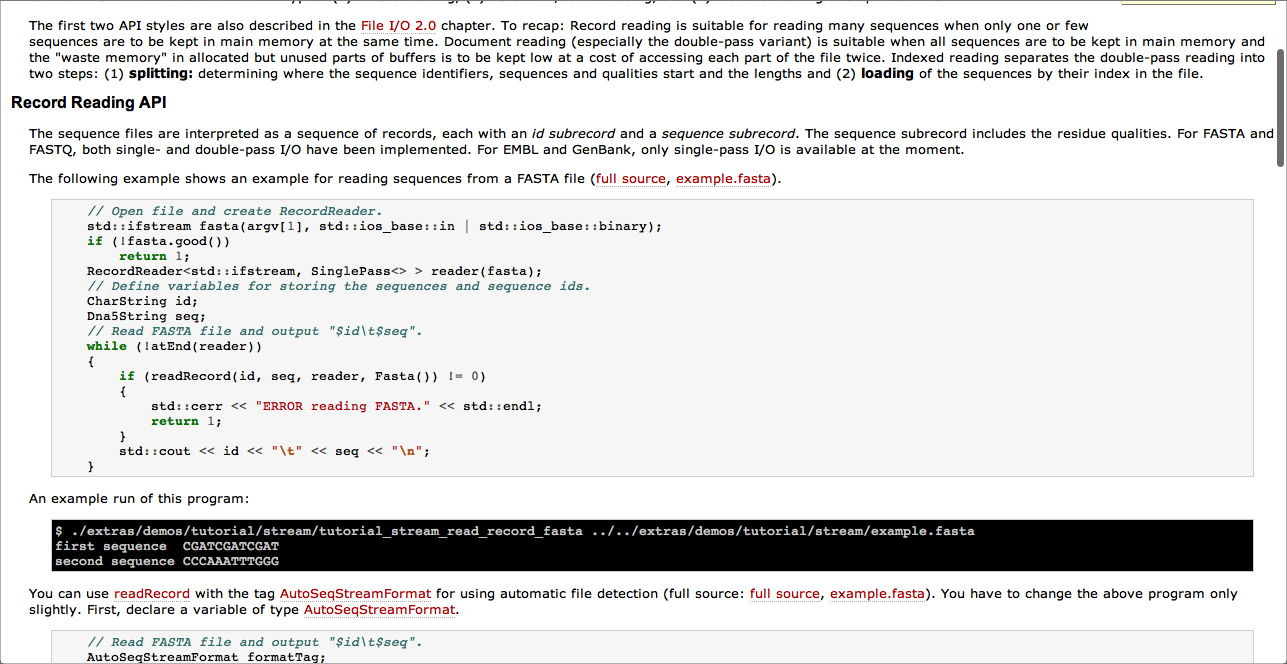 The first two API styles are also described in the File I/O 2.0 chapter. To recap: Record reading is suitable for reading many sequences when only one or few
sequences are to be kept in main memory at the same time. Document reading (especially the double-pass variant) is suitable when all sequences are to be kept in main memory and
the "waste memory" in allocated but unused parts of buffers is to be kept low at a cost of accessing each part of the file twice. Indexed reading separates the double-pass reading into
two steps: (1) splitting: determining where the sequence identifiers, sequences and qualities start and the lengths and (2) loading of the sequences by their index in the file.
Record Reading API
The sequence files are interpreted as a sequence of records, each with an id subrecord and a sequence subrecord. The sequence subrecord includes the residue qualities. For FASTA and
FASTQ, both single- and double-pass I/O have been implemented. For EMBL and GenBank, only single-pass I/O is available at the moment.
The following example shows an example for reading sequences from a FASTA file (full source, example.fasta).
// Open file and create RecordReader.
std::ifstream fasta(argv[1], std::ios_base::in | std::ios_base::binary);
if (!fasta.good())
return 1;
RecordReader<std::ifstream, SinglePass<> > reader(fasta);
// Define variables for storing the sequences and sequence ids.
CharString id;
Dna5String seq;
// Read FASTA file and output "$id\t$seq".
while (!atEnd(reader))
{
if (readRecord(id, seq, reader, Fasta()) != 0)
{
std::cerr << "ERROR reading FASTA." << std::endl;
return 1;
}
std::cout << id << "\t" << seq << "\n";
}
An example run of this program:
$ ./extras/demos/tutorial/stream/tutorial_stream_read_record_fasta ../../extras/demos/tutorial/stream/example.fasta
first sequence  CGATCGATCGAT
second sequence CCCAAATTTGGG
You can use readRecord with the tag AutoSeqStreamFormat for using automatic file detection (full source: full source, example.fasta). You have to change the above program only
slightly. First, declare a variable of type AutoSeqStreamFormat.
// Read FASTA file and output "$id\t$seq".
AutoSeqStreamFormat formatTag;